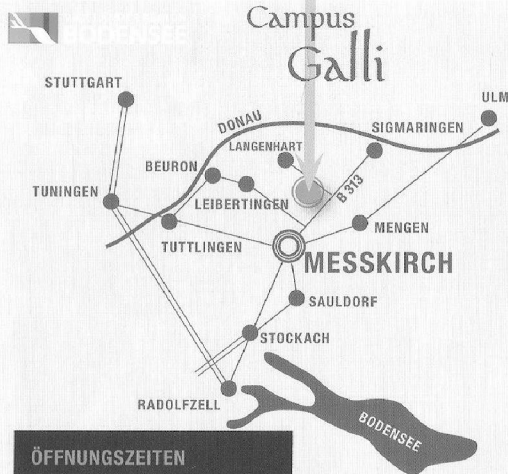 BODENSEE
Campus
Galli
STUTTGART
ULM
DONAU
SIGMARINGEN
LANGENHART
BEURON
B 313
TUNINGEN
LEIBERTINGEN
MENGEN
TUTTLINGEN
MESSKIRCH
SAULDORF
STOCKACH
RADOLFZELL
BODENSEE
ÖFFNUNGSZEITEN